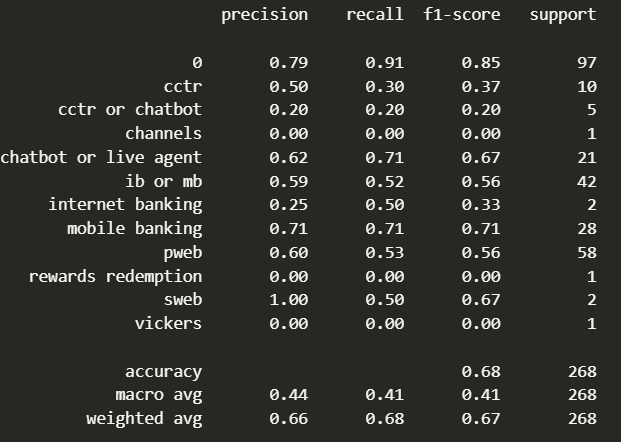 precision recall f1-score support
0 0.79 0.91 0.85 97
cctr 0.50 0.30 0.37 10
cctr or chatbot 0.20 0.20 0.20 5
channels 0.00 0.00 0.00 1
chatbot or live agent 0.62 0.71 0.67 21
ib or mb 0.59 0.52 0.56 42
internet banking 0.25 0.50 0.33 2
mobile banking 0.71 0.71 0.71 28
pweb 0.60 0.53 0.56 58
rewards redemption 0.00 0.00 0.00 1
sweb 1.00 0.50 0.67 2
vickers 0.00 0.00 0.00 1
accuracy 0.68 268
macro avg 0.44 0.41 0.41 268
weighted avg 0.66 0.68 0.67 268